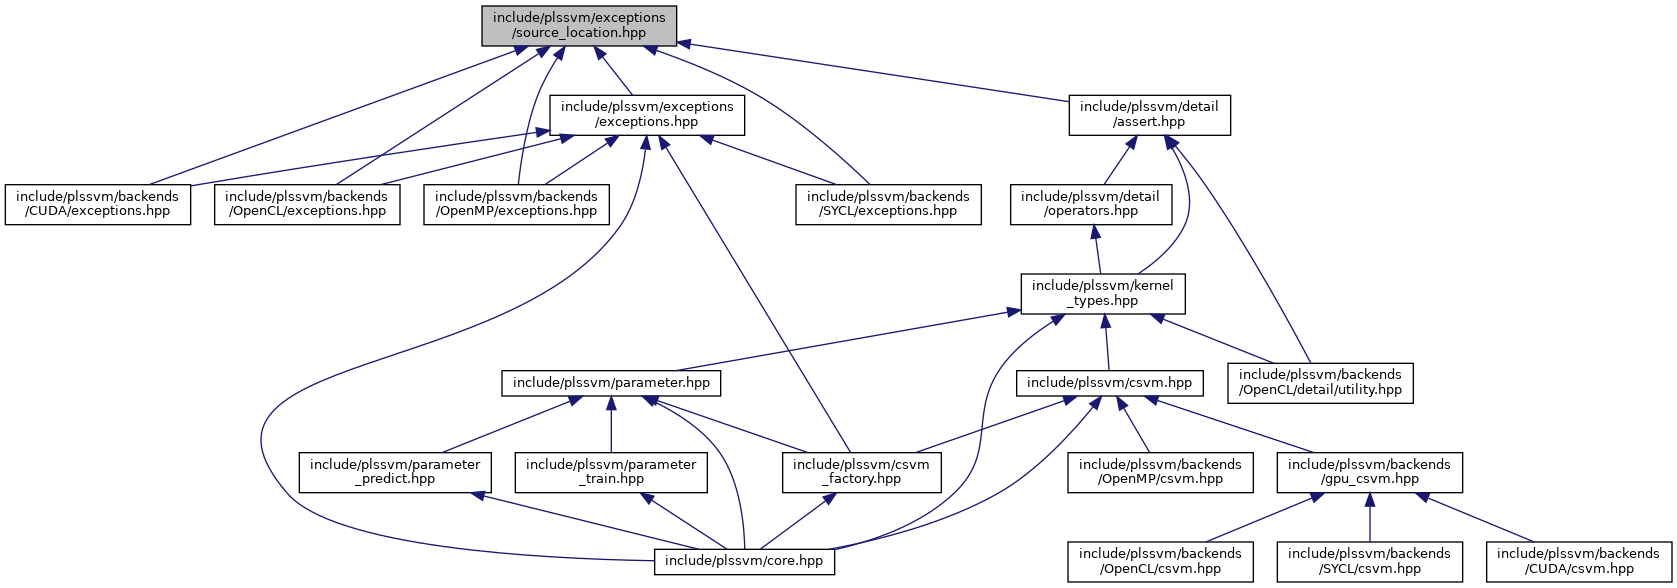 include/plssvm/exceptions
/source_location.hpp
include/plssvm/exceptions
/exceptions.hpp
include/plssvm/detail
/assert.hpp
include/plssvm/backends
/CUDA/exceptions.hpp
include/plssvm/backends
/OpenCL/exceptions.hpp
include/plssvm/backends
/OpenMP/exceptions.hpp
include/plssvm/backends
/SYCL/exceptions.hpp
include/plssvm/detail
/operators.hpp
include/plssvm/kernel
_types.hpp
include/plssvm/parameter.hpp
include/plssvm/csvm.hpp
include/plssvm/backends
/OpenCL/detail/utility.hpp
include/plssvm/parameter
_predict.hpp
include/plssvm/parameter
_train.hpp
include/plssvm/csvm
_factory.hpp
include/plssvm/backends
/OpenMP/csvm.hpp
include/plssvm/backends
/gpu_csvm.hpp
include/plssvm/core.hpp
include/plssvm/backends
/OpenCL/csvm.hpp
include/plssvm/backends
/SYCL/csvm.hpp
include/plssvm/backends
/CUDA/csvm.hpp